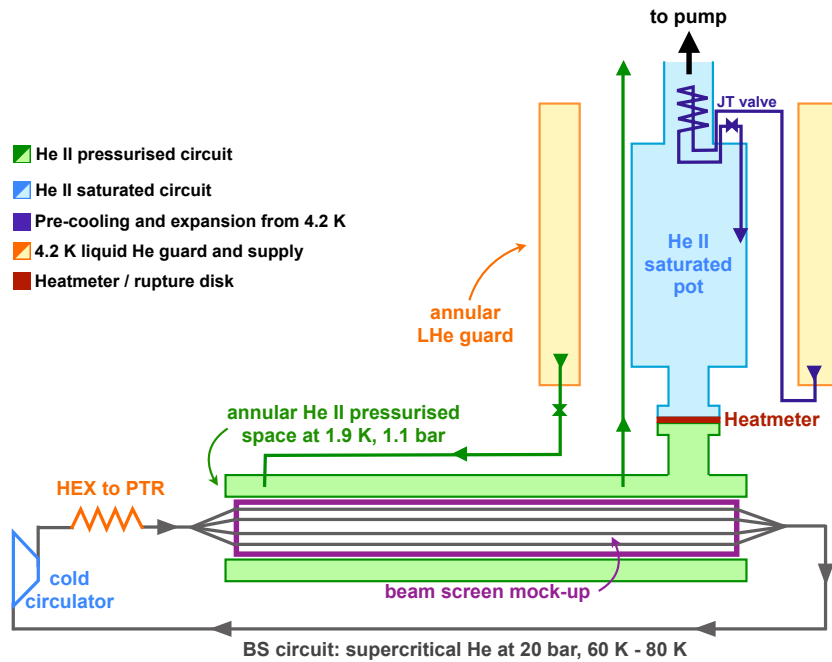 to pump
JT valve
He II pressurised circuit
He II saturated circuit
Pre-cooling and expansion from 4.2 K
4.2 K liquid He guard and supply
Heatmeter / rupture disk
He II
saturated
pot
annular
LHe guard
annular He II pressurised
space at 1.9 K, 1.1 bar
Heatmeter
HEX to PTR
cold
circulator
beam screen mock-up
BS circuit: supercritical He at 20 bar, 60 K - 80 K